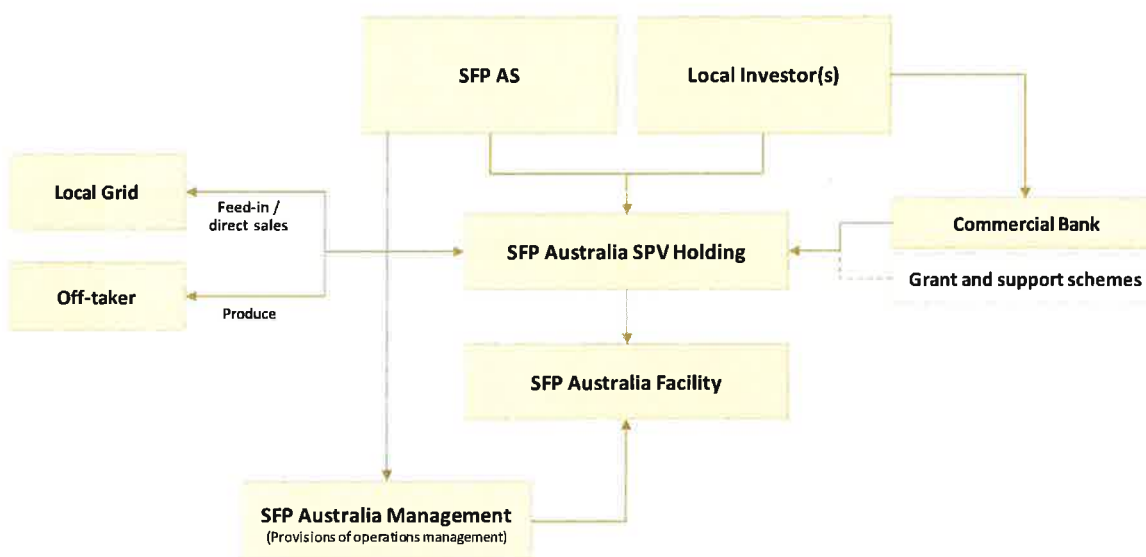 SFP AS
Local Investor(s)
Local Grid
Feed-in /
direct sales
Commercial Bank
SFP Australia SPV Holding
Grant and support schemes
Off-taker
Produce
SFP Australia Facility
SFP Australia Management
(Provisions of operations management)